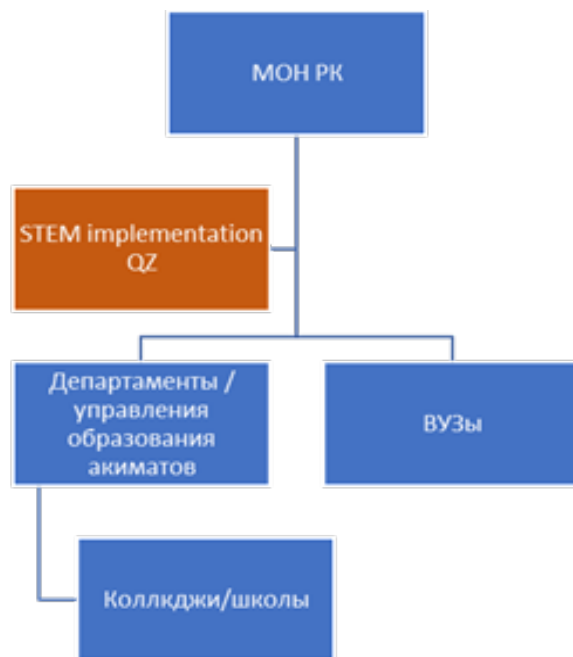 МОН РК
STEM implementation
QZ
Департаменты /
управления
образования
акиматов
ВУЗы
Коллкджи/школы